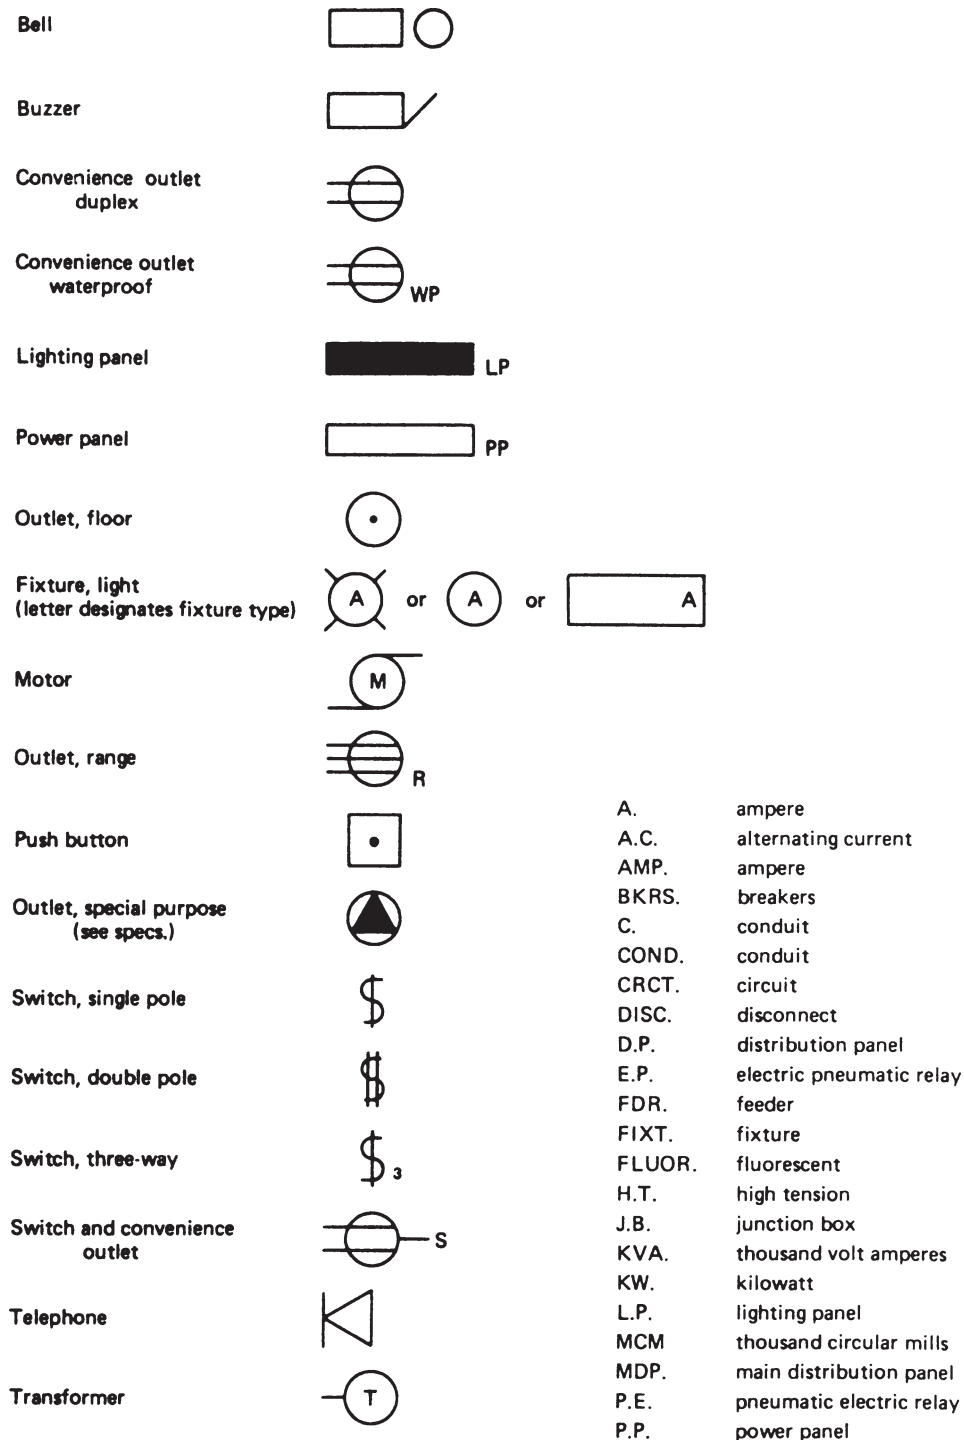 Bell
Buzzer
Convenience outlet
duplex
Convenience outlet
waterproof
WP
Lighting panel
LP
Power panel
PP
Outlet, floor
Fixture, light
(letter designates fixture type)
A or A or A
Motor
M
Outlet, range
R
Push button
Outlet, special purpose
(see specs.)
Switch, single pole
Switch, double pole
Switch, three-way
3
Switch and convenience
outlet
S
Telephone
Transformer
T
A. ampere
A.C. alternating current
AMP. ampere
BKRS. breakers
C. conduit
COND. conduit
CRCT. circuit
DISC. disconnect
D.P. distribution panel
E.P. electric pneumatic relay
FDR. feeder
FIXT. fixture
FLUOR. fluorescent
H.T. high tension
J.B. junction box
KVA. thousand volt amperes
KW. kilowatt
L.P. lighting panel
MCM thousand circular mills
MDP. main distribution panel
P.E. pneumatic electric relay
P.P. power panel